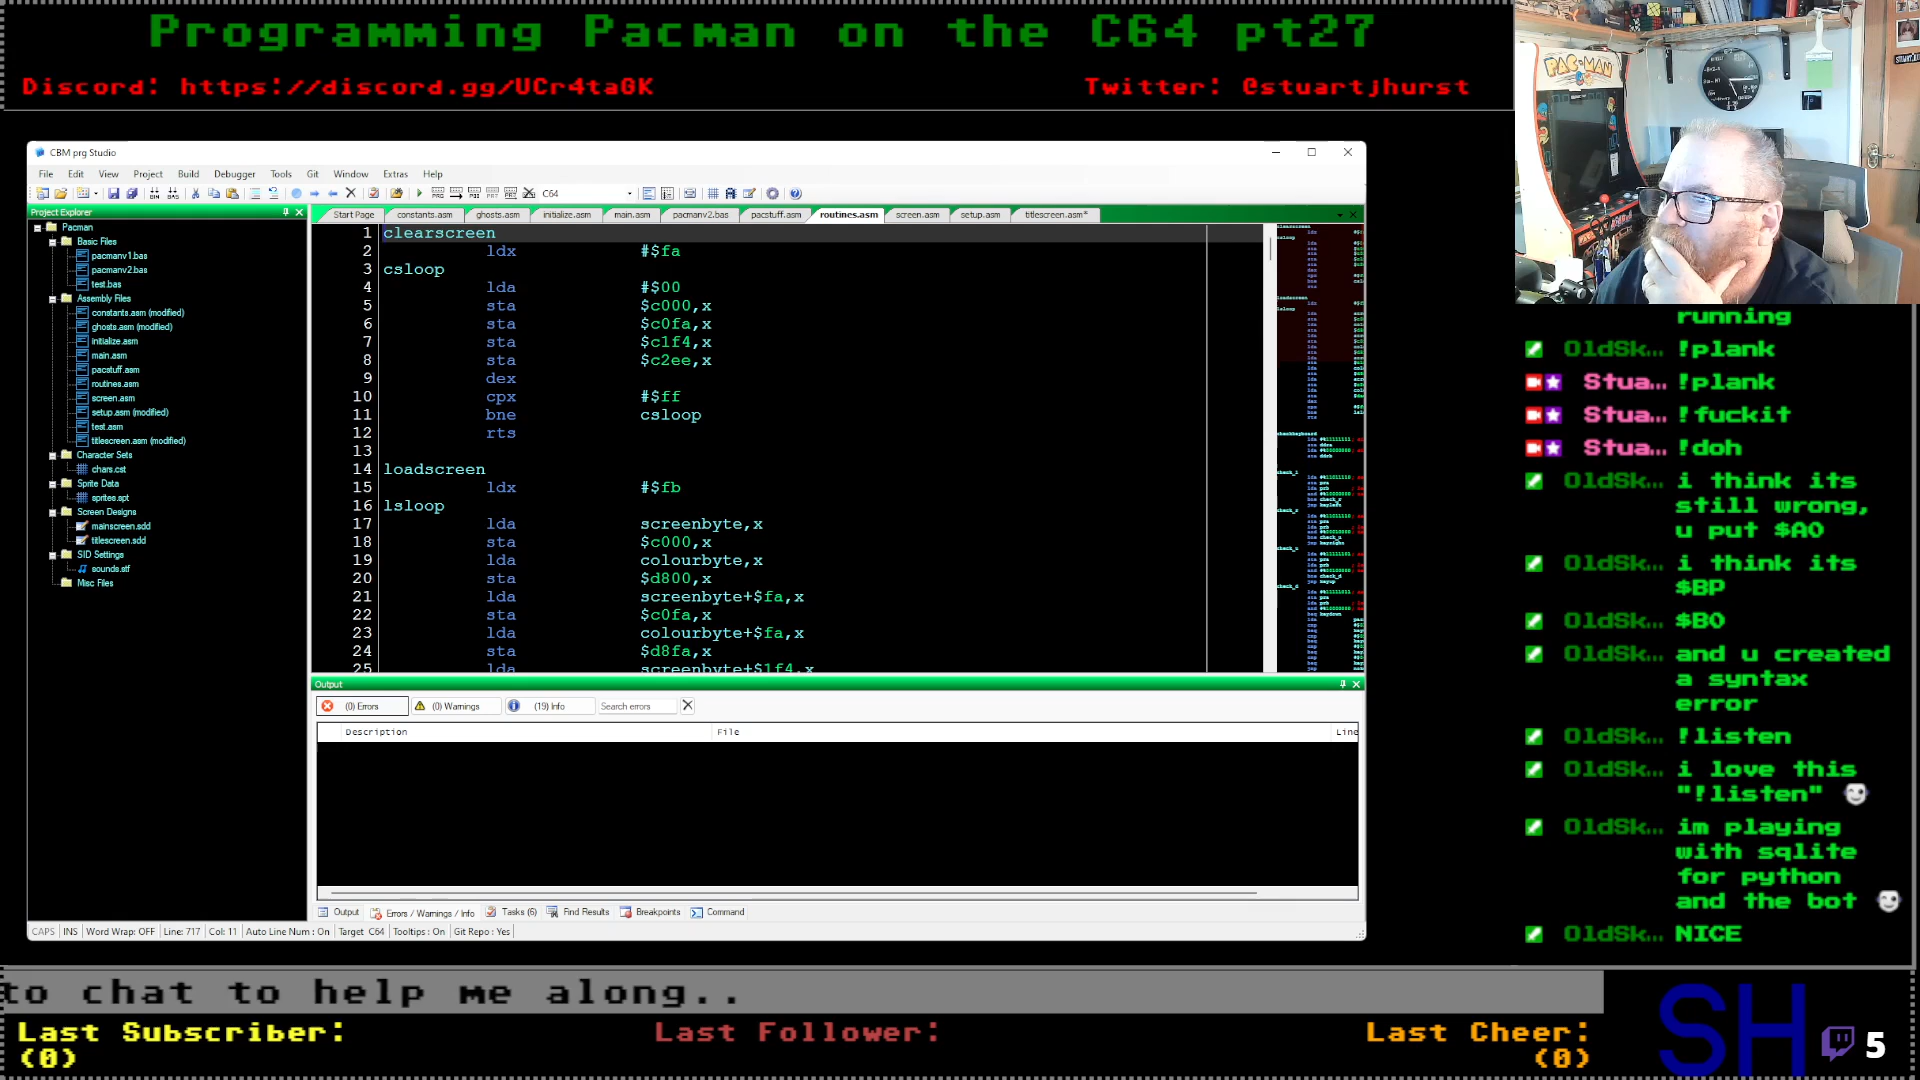 Programming Pacman on the C64 pt27
Discord: https://discord.gg/UCr4taGK
Twitter: @stuartjhurst
PAC-MAN
CBM prg Studio
File Edit View Project Build Debugger Tools Git Window Extras Help
C64
Project Explorer
Start Page constants.asm ghosts.asm initialize.asm main.asm pacmanv2.bas pacstuff.asm routines.asm screen.asm setup.asm titlescreen.asm*
Pacman
Basic Files
pacmanv1.bas
pacmanv2.bas
test.bas
Assembly Files
constants.asm (modified)
ghosts.asm (modified)
initialize.asm
main.asm
pacstuff.asm
routines.asm
screen.asm
setup.asm (modified)
test.asm
titlescreen.asm (modified)
Character Sets
chars.cst
Sprite Data
sprites.spt
Screen Designs
mainscreen.sdd
titlescreen.sdd
SID Settings
sounds.stf
Misc Files
1 clearscreen
2 ldx #$fa
3 csloop
4 lda #$00
5 sta $c000,x
6 sta $c0fa,x
7 sta $c1f4,x
8 sta $c2ee,x
9 dex
10 cpx #$ff
11 bne csloop
12 rts
13
14 loadscreen
15 ldx #$fb
16 lsloop
17 lda screenbyte,x
18 sta $c000,x
19 lda colourbyte,x
20 sta $d800,x
21 lda screenbyte+$fa,x
22 sta $c0fa,x
23 lda colourbyte+$fa,x
24 sta $d8fa,x
25 lda screenbyte+$1f4,x
Output
(0) Errors (0) Warnings (19) Info Search errors
Description File Line
Output Errors / Warnings / Info Tasks (6) Find Results Breakpoints Command
CAPS INS Word Wrap: OFF Line: 717 Col: 11 Auto Line Num : On Target C64 Tooltips : On Git Repo : Yes
running
OldSk... !plank
Stua... !plank
Stua... !fuckit
Stua... !doh
OldSk... i think its
still wrong,
u put $A0
OldSk... i think its
$BP
OldSk... $B0
OldSk... and u created
a syntax
error
OldSk... !listen
OldSk... i love this
"!listen"
OldSk... im playing
with sqlite
for python
and the bot
OldSk... NICE
to chat to help me along..
Last Subscriber:
(0)
Last Follower:
Last Cheer:
(0)
SH
5